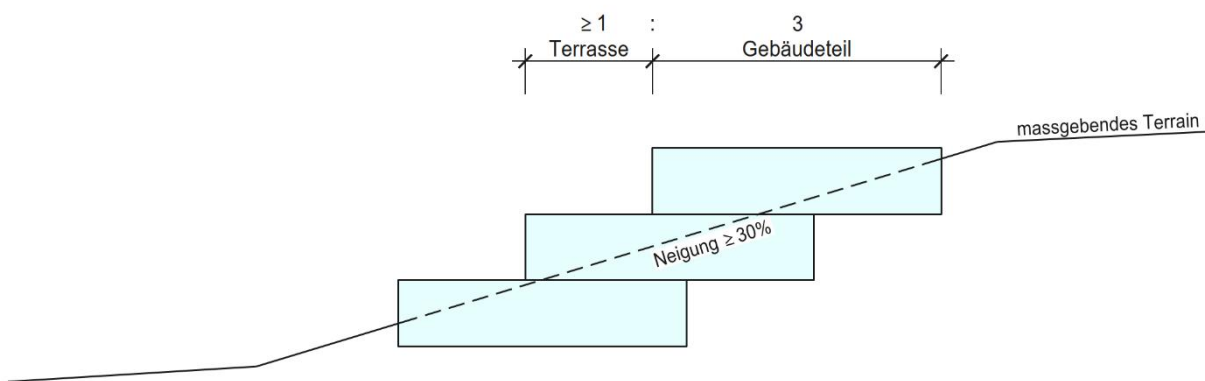 ≥ 1 : 3
Terrasse Gebäudeteil
massgebendes Terrain
Neigung ≥ 30%